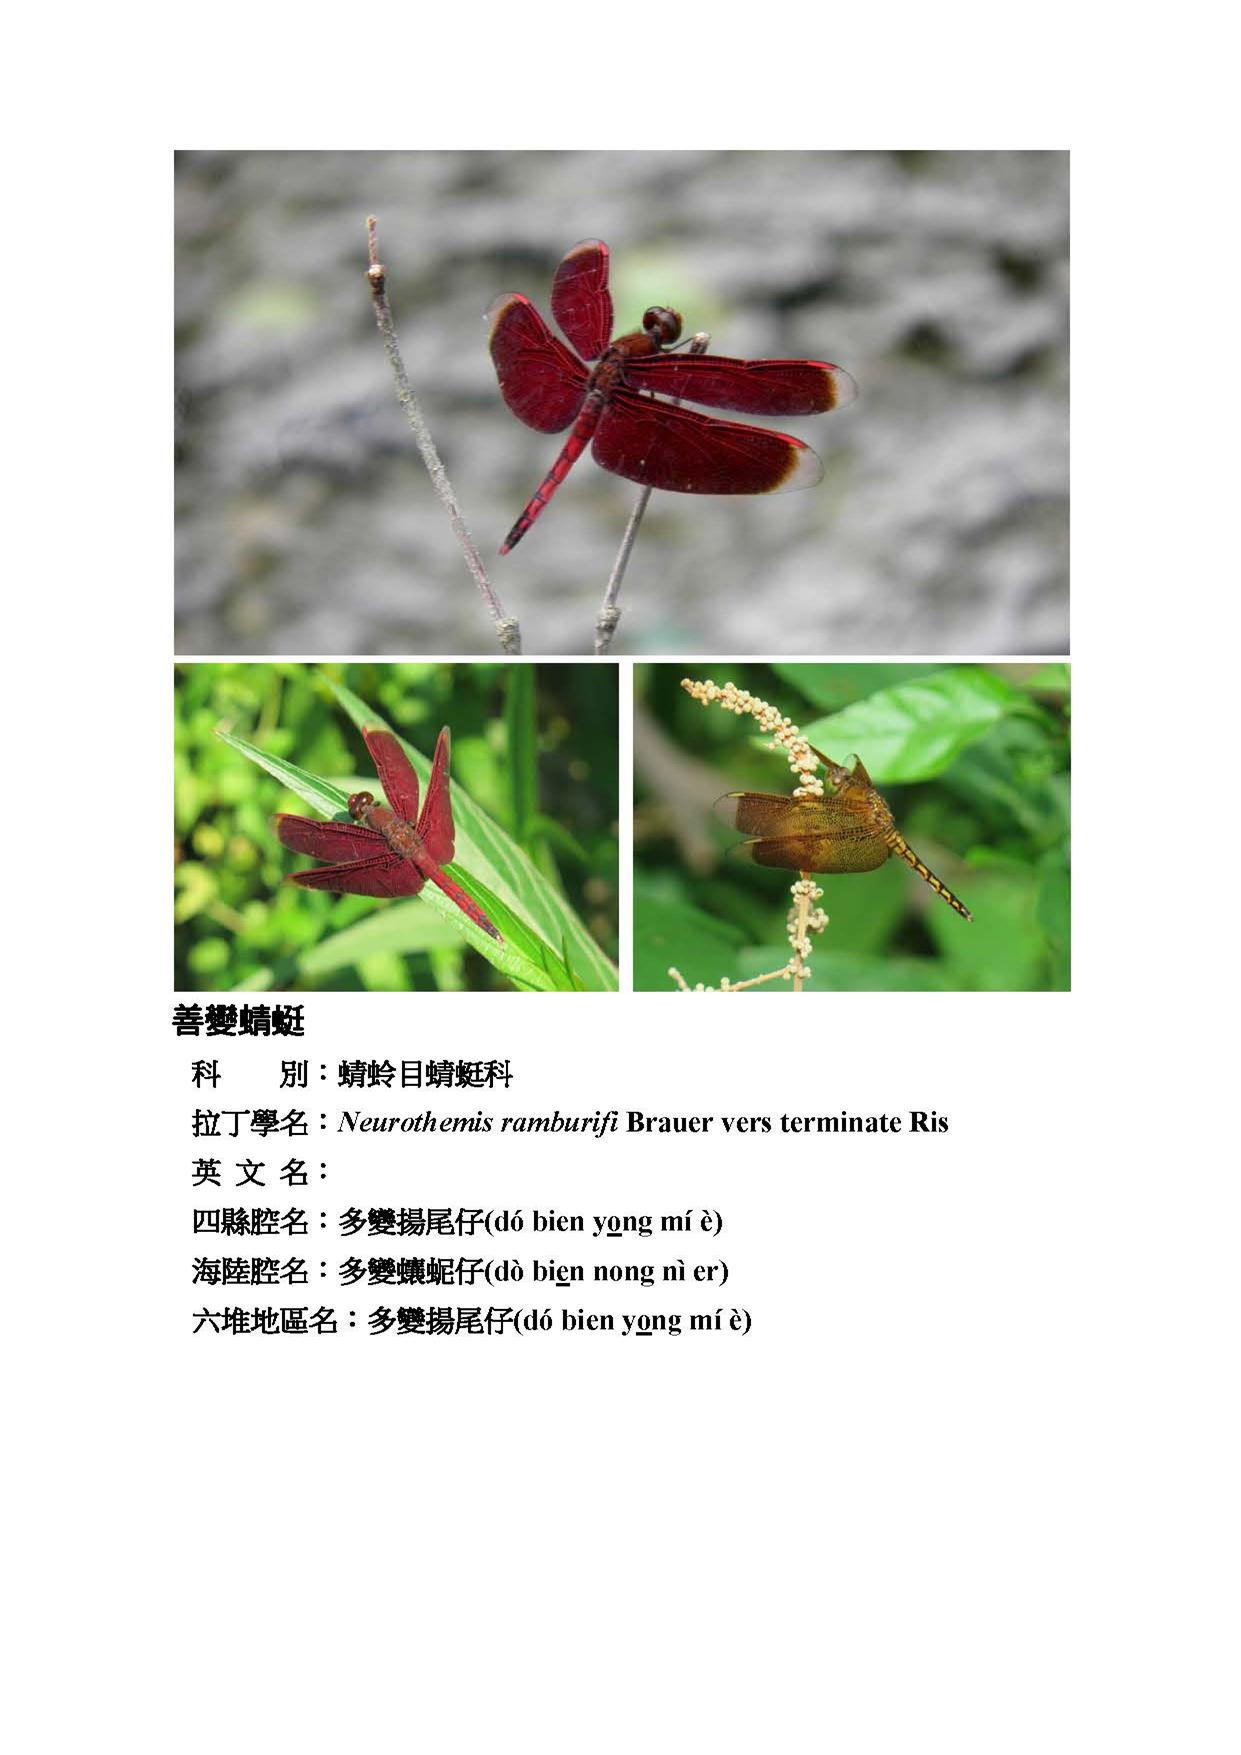 善變蜻蜓
科　　別：蜻蛉目蜻蜓科
拉丁學名：Neurothemis ramburifi Brauer vers terminate Ris
英 文 名：
四縣腔名：多變揚尾仔(dó bien yong mí è)
海陸腔名：多變蠰蚭仔(dò bien nong nì er)
六堆地區名：多變揚尾仔(dó bien yong mí è)